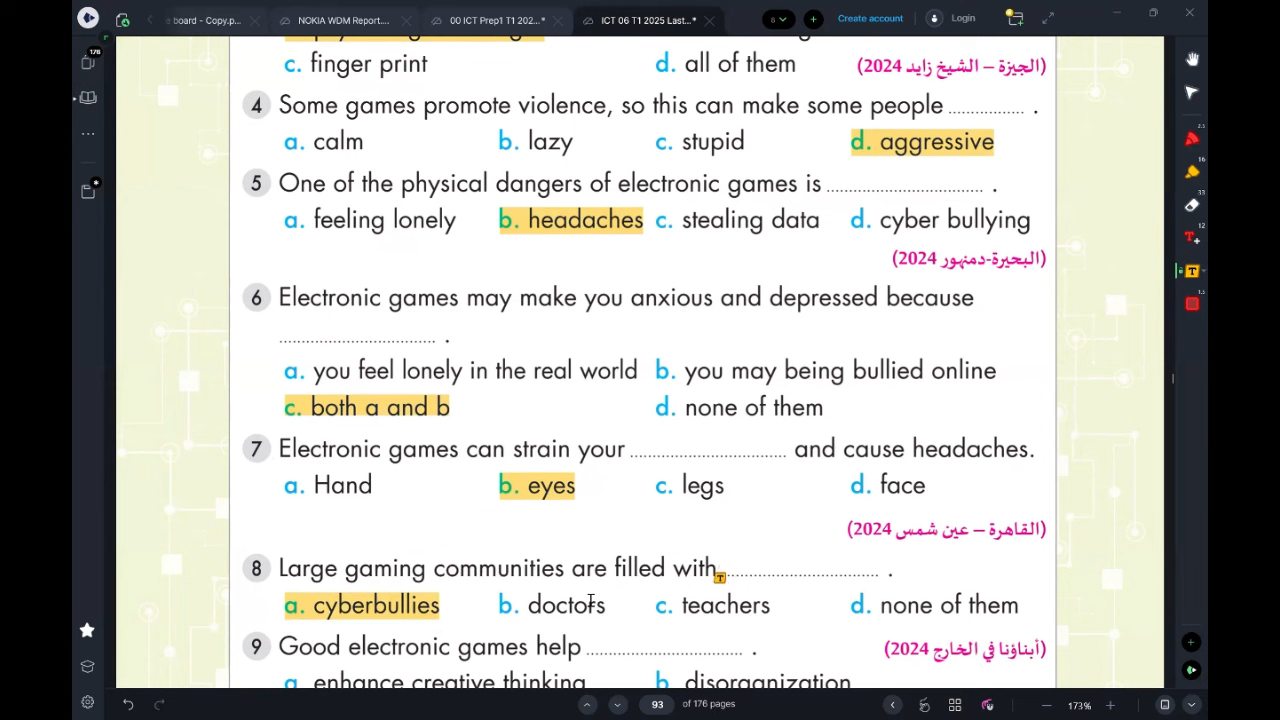 board - Copy.p...
NOKIA WDM Report....
00 ICT Prep1 T1 202...*
ICT 06 T1 2025 Last...*
8
Create account
Login
178
c. finger print
d. all of them
(الجيزة – الشيخ زايد 2024)
4 Some games promote violence, so this can make some people ............... .
a. calm
b. lazy
c. stupid
d. aggressive
5 One of the physical dangers of electronic games is ............................... .
a. feeling lonely
b. headaches
c. stealing data
d. cyber bullying
(البحيرة-دمنهور 2024)
6 Electronic games may make you anxious and depressed because
............................... .
a. you feel lonely in the real world
b. you may being bullied online
c. both a and b
d. none of them
7 Electronic games can strain your ............................... and cause headaches.
a. Hand
b. eyes
c. legs
d. face
(القاهرة – عين شمس 2024)
8 Large gaming communities are filled with ............................... .
a. cyberbullies
b. doctors
c. teachers
d. none of them
9 Good electronic games help ............................... .
(أبناؤنا في الخارج 2024)
a. enhance creative thinking
b. disorganization
93 of 176 pages
173%